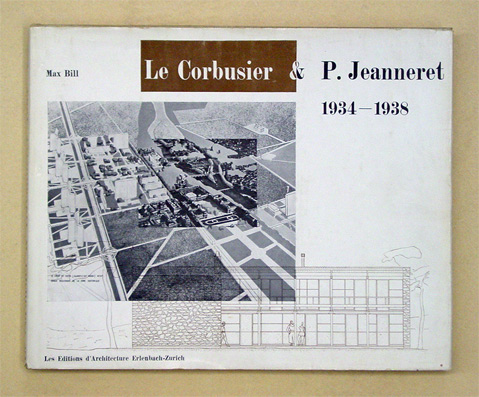 Max Bill
Le Corbusier & P. Jeanneret
1934—1938
Les Editions d'Architecture Erlenbach-Zurich